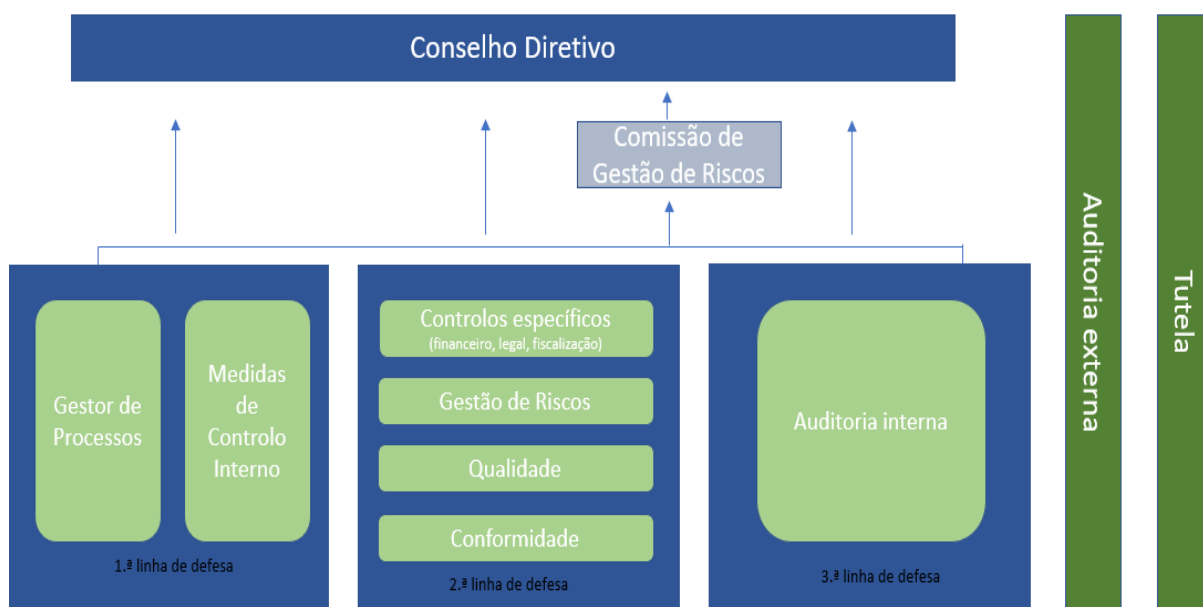 Conselho Diretivo
Comissão de
Gestão de Riscos
Gestor de
Processos
Medidas
de
Controlo
Interno
1.ª linha de defesa
Controlos específicos
(financeiro, legal, fiscalização)
Gestão de Riscos
Qualidade
Conformidade
2.ª linha de defesa
Auditoria interna
3.ª linha de defesa
Auditoria externa
Tutela